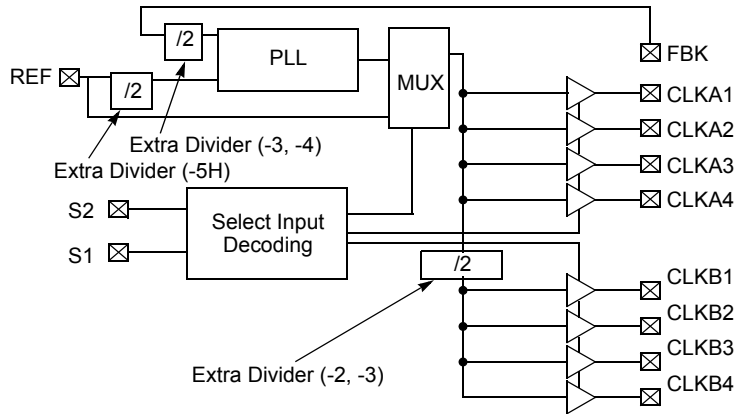 /2
PLL
MUX
FBK
REF
/2
CLKA1
CLKA2
CLKA3
CLKA4
Extra Divider (-3, -4)
Extra Divider (-5H)
S2
S1
Select Input
Decoding
/2
CLKB1
CLKB2
CLKB3
CLKB4
Extra Divider (-2, -3)